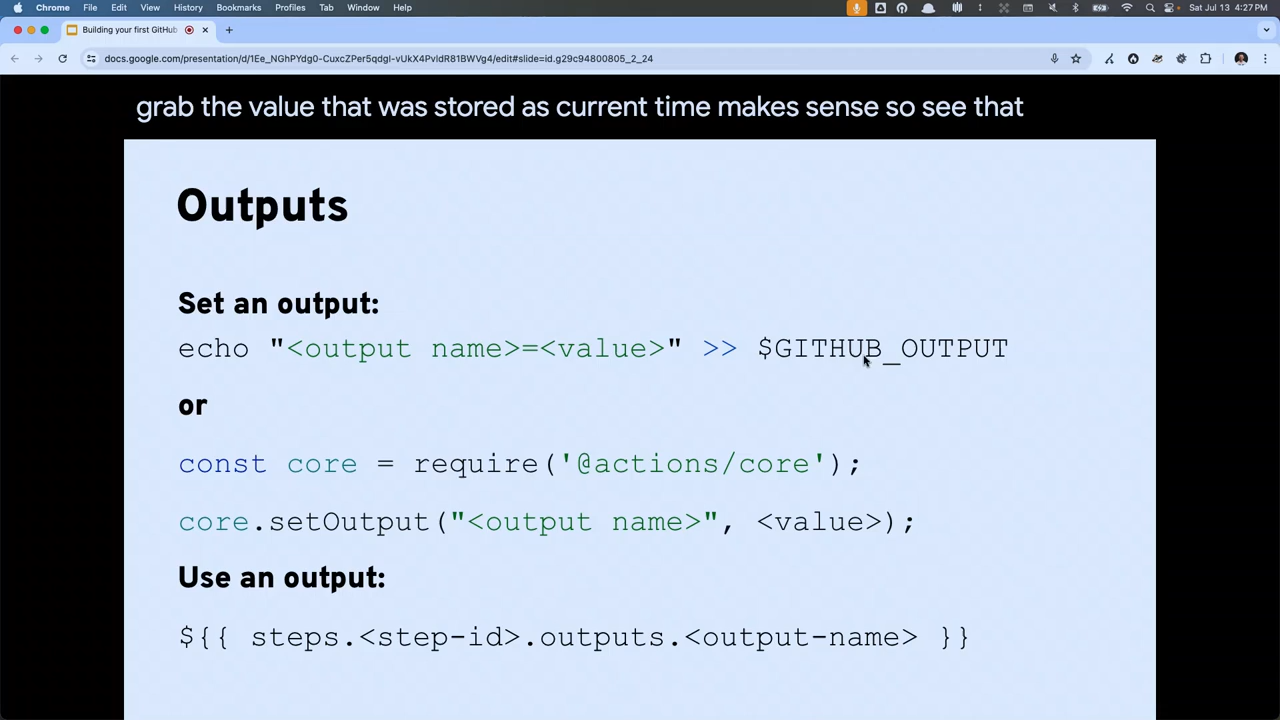 Chrome File Edit View History Bookmarks Profiles Tab Window Help Sat Jul 13 4:27 PM
Building your first GitHub
docs.google.com/presentation/d/1Ee_NGhPYdg0-CuxcZPer5qdgI-vUkX4PvldR81BWVg4/edit#slide=id.g29c94800805_2_24
grab the value that was stored as current time makes sense so see that
Outputs
Set an output:
echo "<output name>=<value>" >> $GITHUB_OUTPUT
or
const core = require('@actions/core');
core.setOutput("<output name>", <value>);
Use an output:
${{ steps.<step-id>.outputs.<output-name> }}